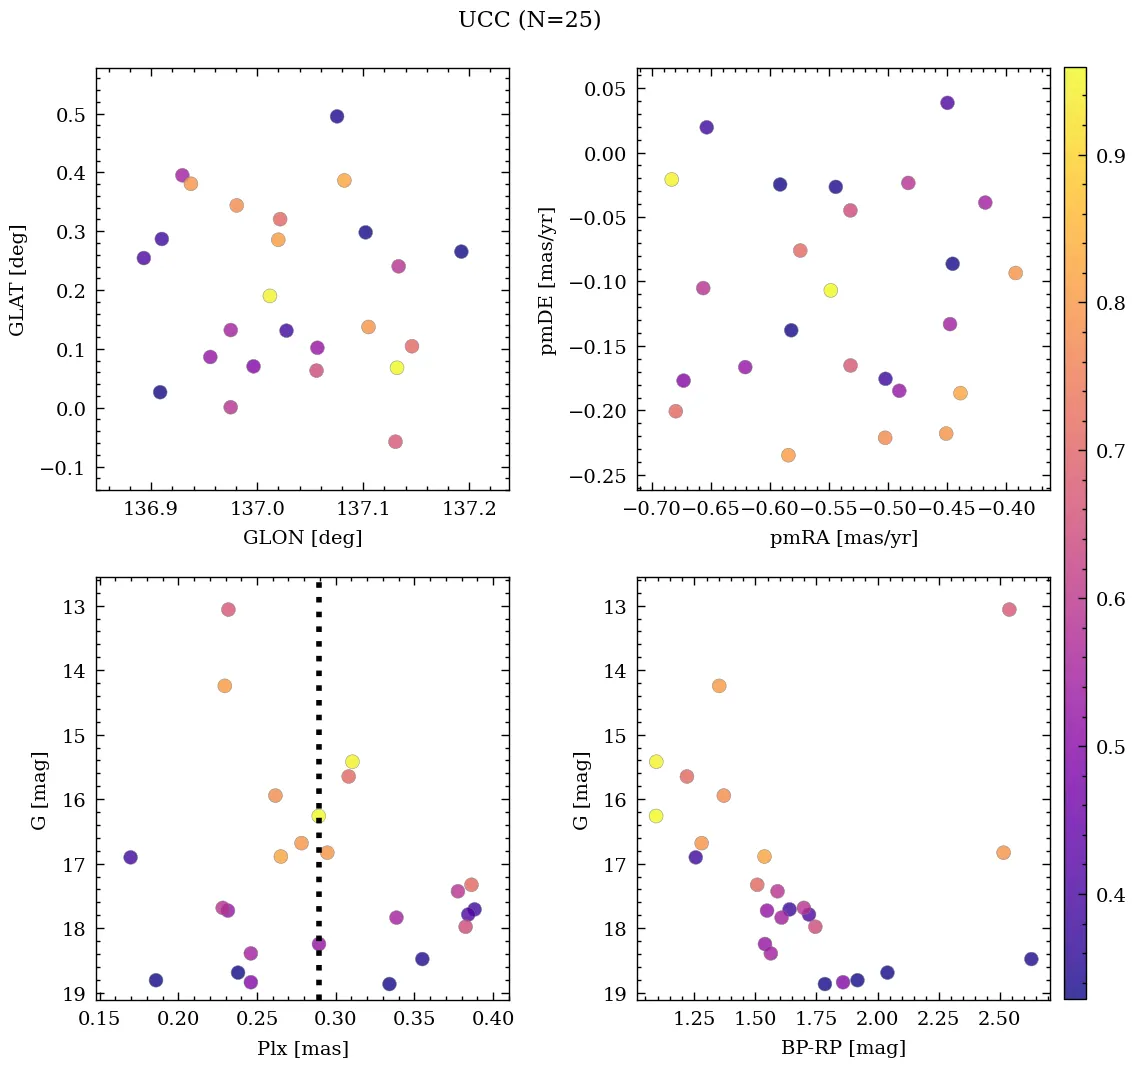 UCC (N=25)
0.5
0.4
0.3
0.2
0.1
0.0
−0.1
GLAT [deg]
136.9 137.0 137.1 137.2
GLON [deg]
0.05
0.00
−0.05
−0.10
−0.15
−0.20
−0.25
pmDE [mas/yr]
−0.70 −0.65 −0.60 −0.55 −0.50 −0.45 −0.40
pmRA [mas/yr]
13
14
15
16
17
18
19
G [mag]
0.15 0.20 0.25 0.30 0.35 0.40
Plx [mas]
13
14
15
16
17
18
19
G [mag]
1.25 1.50 1.75 2.00 2.25 2.50
BP-RP [mag]
0.9
0.8
0.7
0.6
0.5
0.4